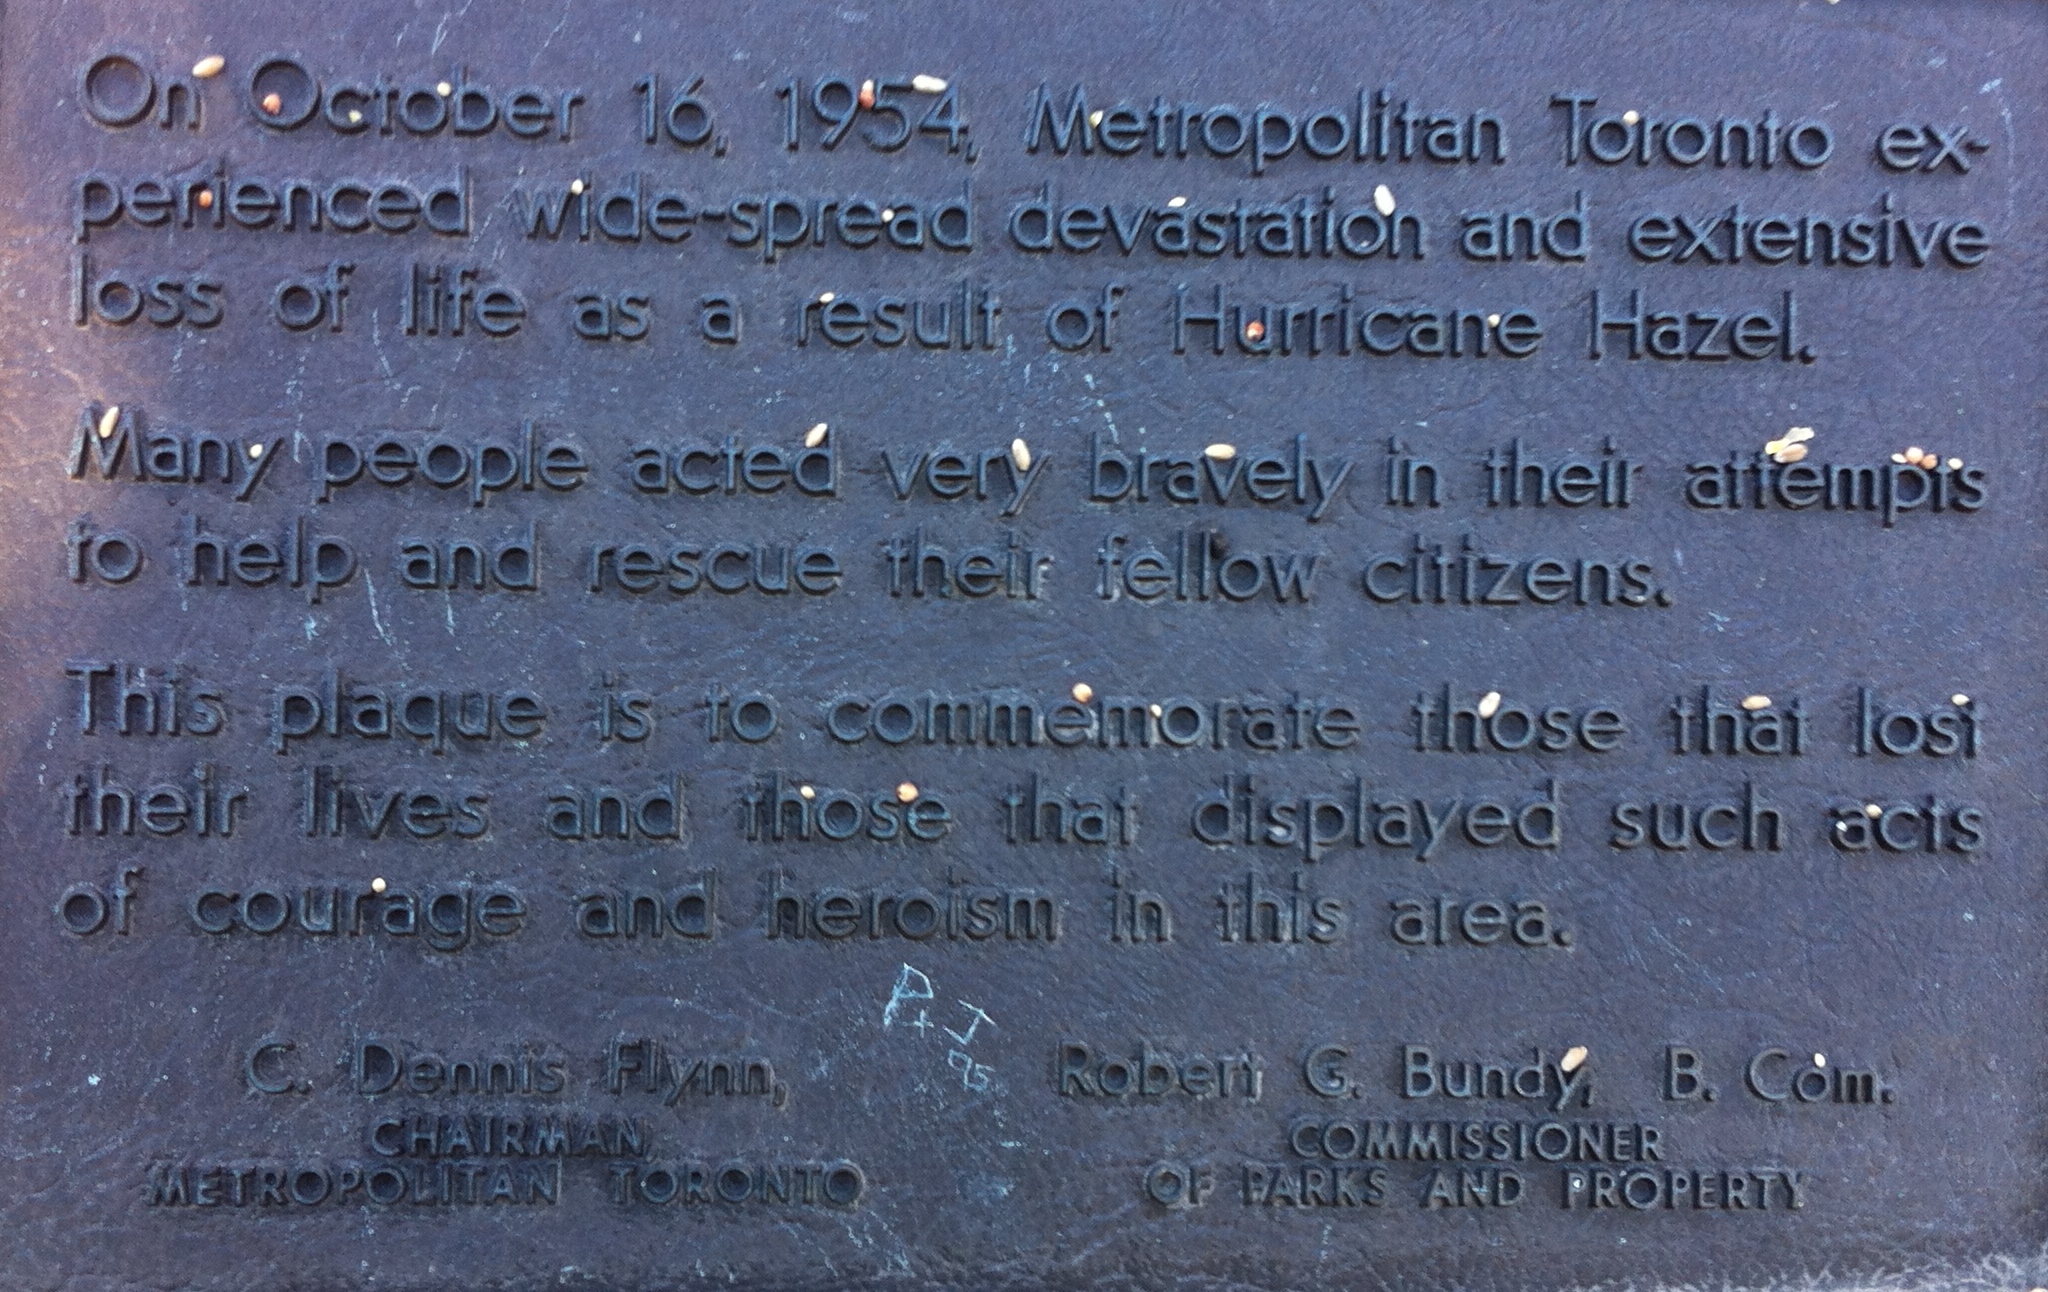 On October 16, 1954, Metropolitan Toronto ex-
perienced wide-spread devastation and extensive
loss of life as a result of Hurricane Hazel.
Many people acted very bravely in their attempts
to help and rescue their fellow citizens.
This plaque is to commemorate those that lost
their lives and those that displayed such acts
of courage and heroism in this area.
P + J
95
C. Dennis Flynn,
CHAIRMAN,
METROPOLITAN TORONTO
Robert G. Bundy, B. Com.
COMMISSIONER
OF PARKS AND PROPERTY